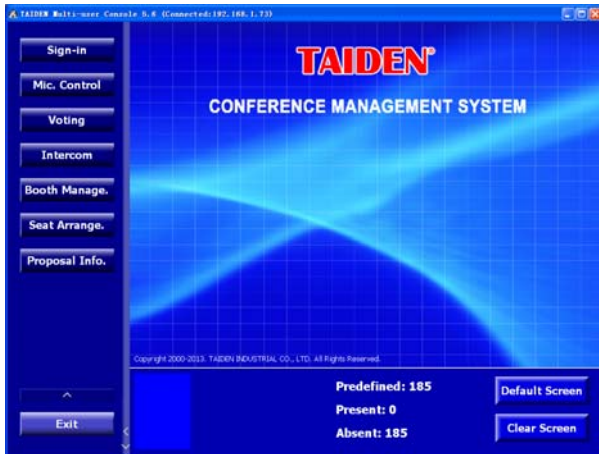 TAIDEN Multi-user Console 5.6 (Connected:192.168.1.73)
Sign-in
Mic. Control
Voting
Intercom
Booth Manage.
Seat Arrange.
Proposal Info.
Exit
TAIDEN®
CONFERENCE MANAGEMENT SYSTEM
Copyright 2000-2013. TAIDEN INDUSTRIAL CO., LTD. All Rights Reserved.
Predefined: 185
Present: 0
Absent: 185
Default Screen
Clear Screen